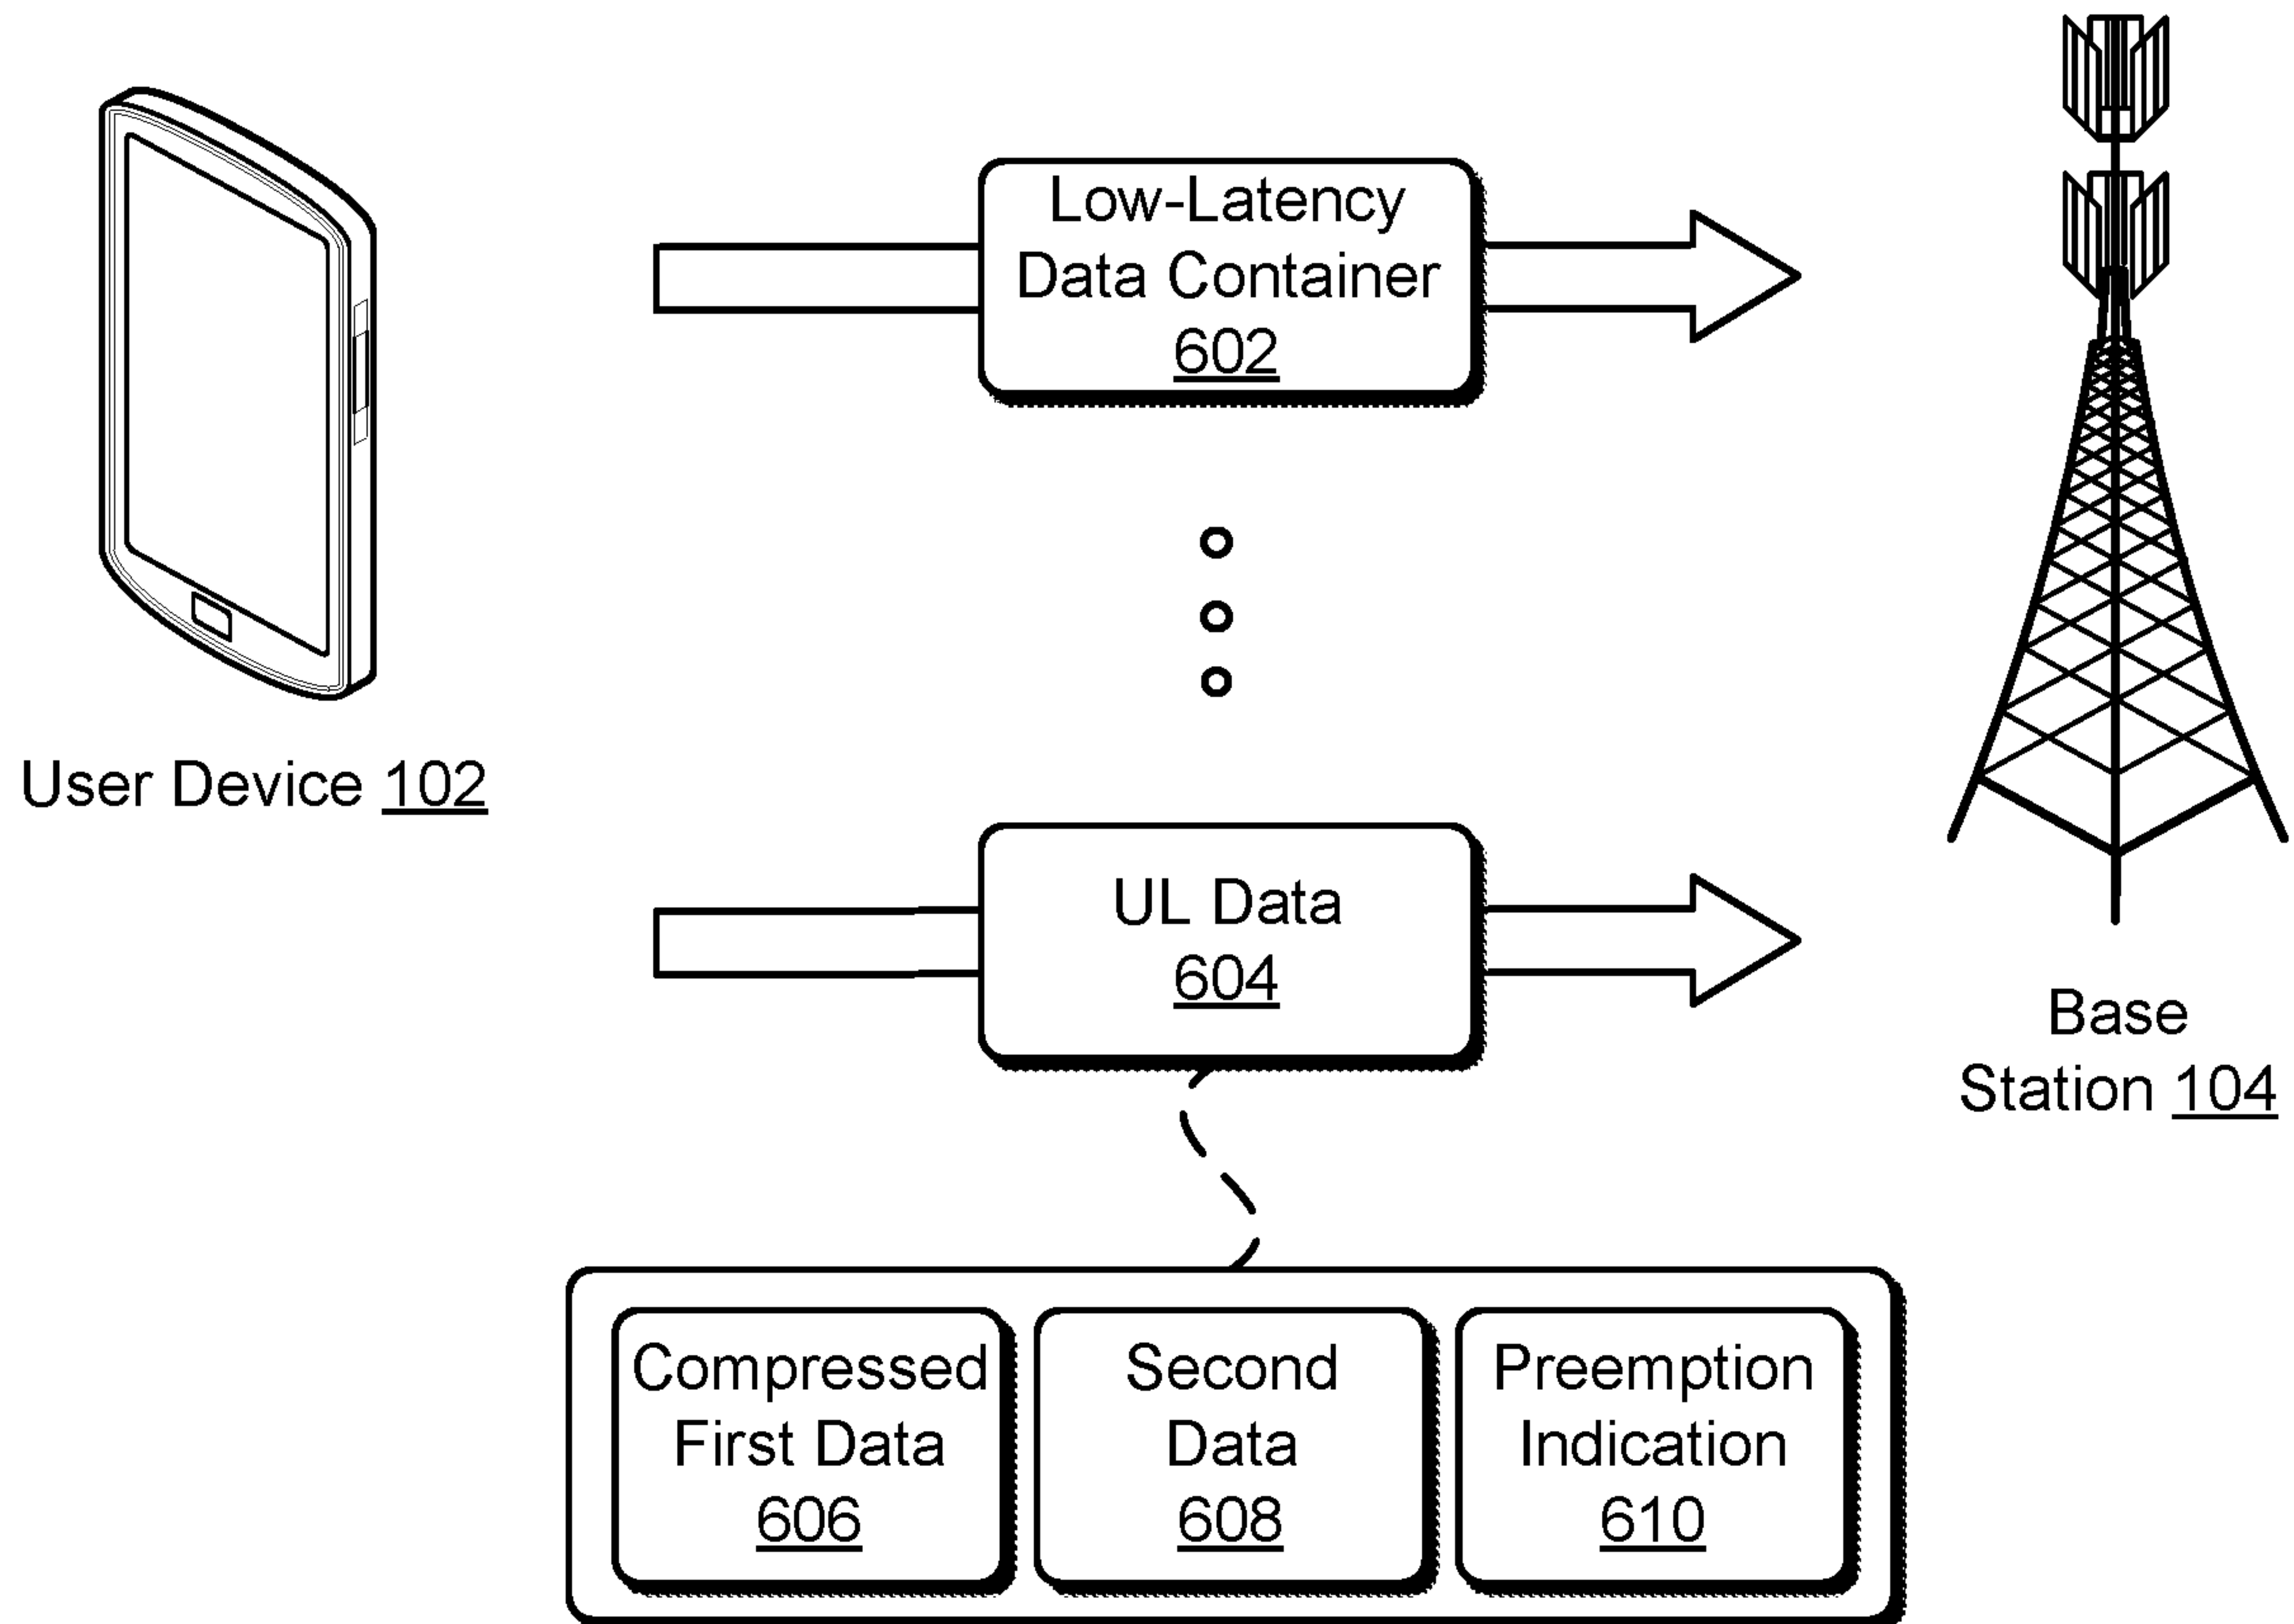 Low-Latency
Data Container
602
User Device 102
UL Data
604
Base
Station 104
Compressed
First Data
606
Second
Data
608
Preemption
Indication
610